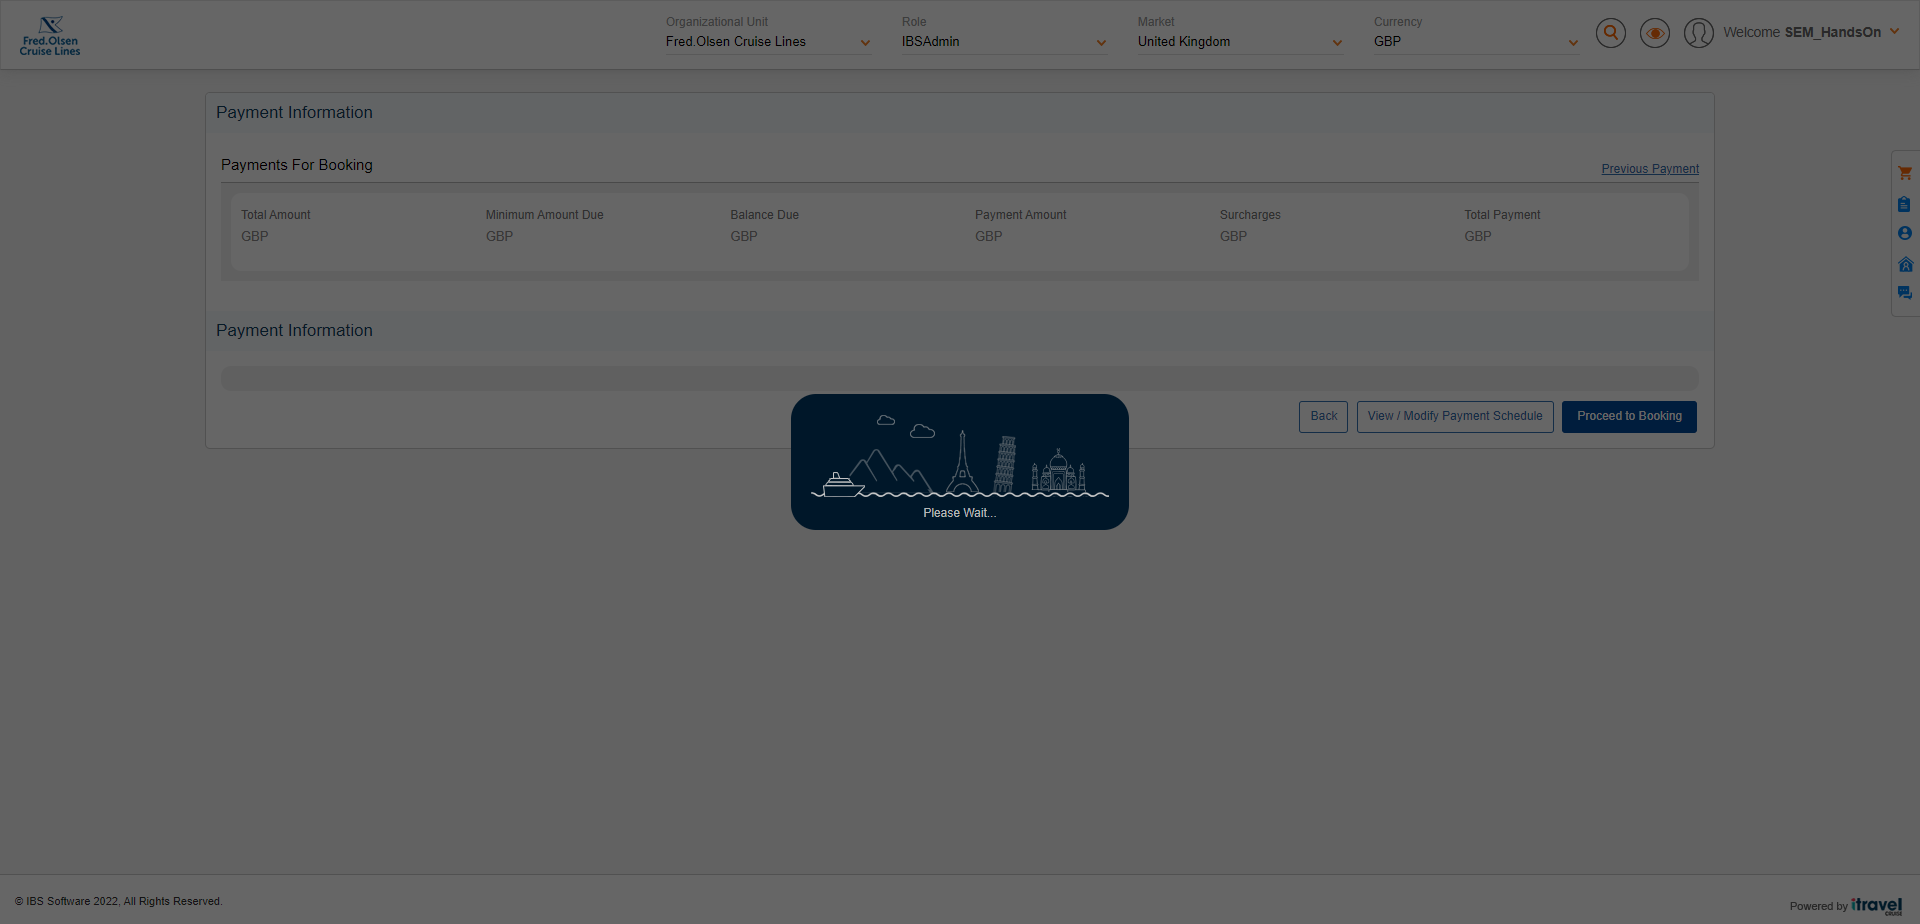 Fred.Olsen
Cruise Lines
Organizational Unit
Fred.Olsen Cruise Lines
Role
IBSAdmin
Market
United Kingdom
Currency
GBP
Welcome SEM_HandsOn
Payment Information
Payments For Booking
Previous Payment
Total Amount
GBP
Minimum Amount Due
GBP
Balance Due
GBP
Payment Amount
GBP
Surcharges
GBP
Total Payment
GBP
Payment Information
Back
View / Modify Payment Schedule
Proceed to Booking
Please Wait...
© IBS Software 2022, All Rights Reserved.
Powered by itravel
CRUISE